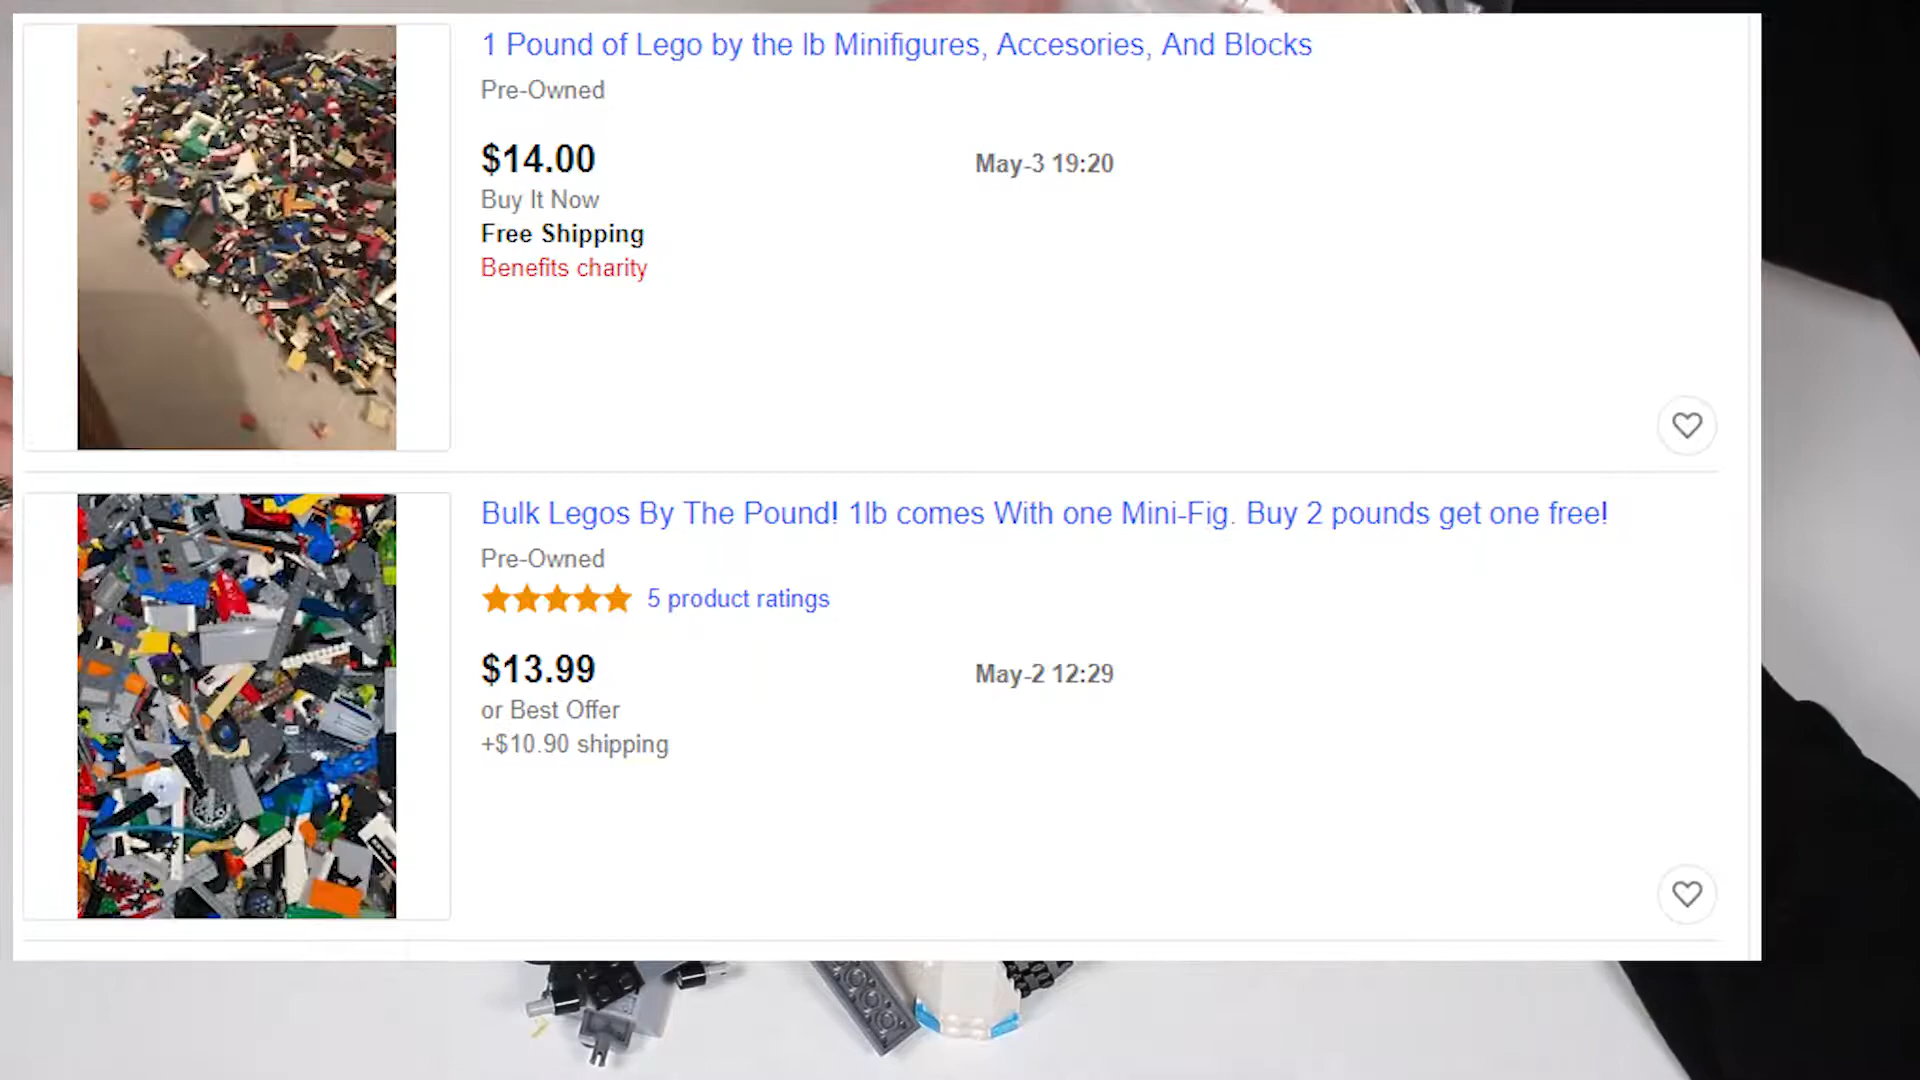 1 Pound of Lego by the lb Minifigures, Accesories, And Blocks
Pre-Owned
$14.00
May-3 19:20
Buy It Now
Free Shipping
Benefits charity
Bulk Legos By The Pound! 1lb comes With one Mini-Fig. Buy 2 pounds get one free!
Pre-Owned
5 product ratings
$13.99
May-2 12:29
or Best Offer
+$10.90 shipping